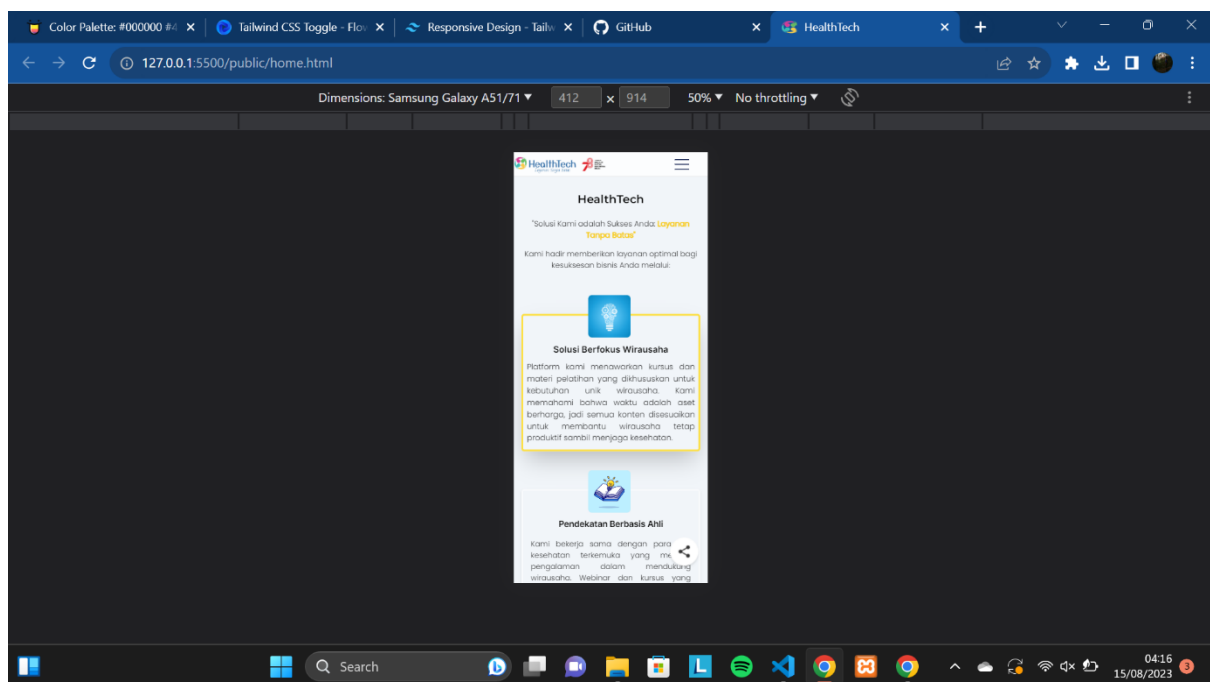 Color Palette: #000000 #4
Tailwind CSS Toggle - Flov
Responsive Design - Tailw
GitHub
HealthTech
127.0.0.1:5500/public/home.html
Dimensions: Samsung Galaxy A51/71 412 x 914 50% No throttling
HealthTech
HealthTech
"Solusi Kami adalah Sukses Anda: Layanan
Tanpa Batas"
Kami hadir memberikan layanan optimal bagi
kesuksesan bisnis Anda melalui:
Solusi Berfokus Wirausaha
Platform kami menawarkan kursus dan
materi pelatihan yang dikhususkan untuk
kebutuhan unik wirausaha. Kami
memahami bahwa waktu adalah aset
berharga, jadi semua konten disesuaikan
untuk membantu wirausaha tetap
produktif sambil menjaga kesehatan.
Pendekatan Berbasis Ahli
Kami bekerja sama dengan para
kesehatan terkemuka yang me
pengalaman dalam mendukung
wirausaha. Webinar dan kursus yang
Search
04:16
15/08/2023
3